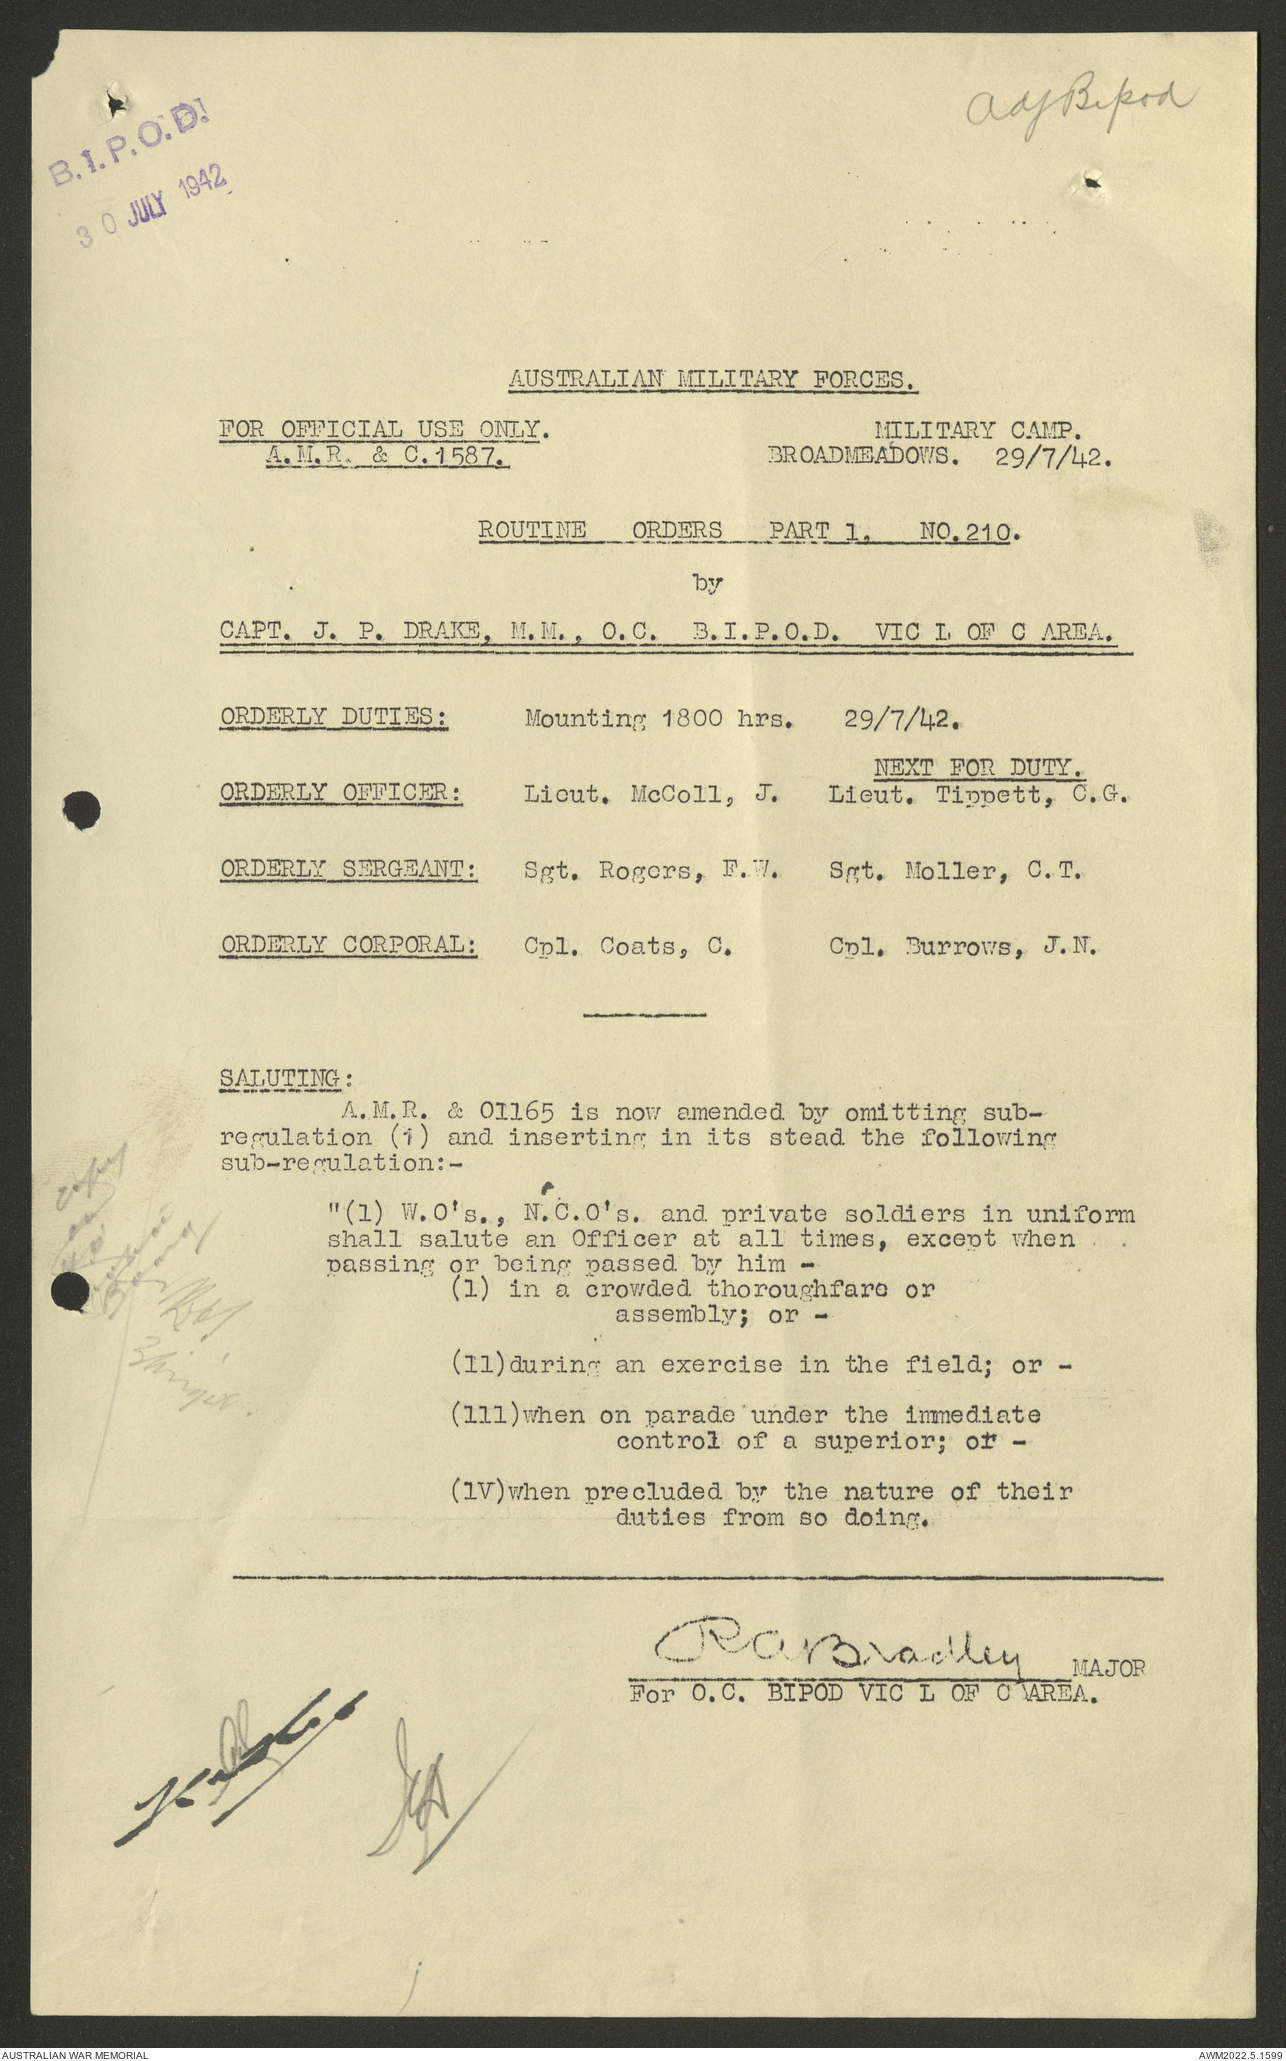 B.I.P.O.D.
30 JULY 1942
Adj Bipod
AUSTRALIAN MILITARY FORCES.
FOR OFFICIAL USE ONLY. MILITARY CAMP.
A.M.R. & C.1587. BROADMEADOWS. 29/7/42.
ROUTINE ORDERS PART 1. NO.210.
by
CAPT. J. P. DRAKE, M.M., O.C. B.I.P.O.D. VIC L OF C AREA.
ORDERLY DUTIES: Mounting 1800 hrs. 29/7/42.
NEXT FOR DUTY.
ORDERLY OFFICER: Lieut. McColl, J. Lieut. Tippett, C.G.
ORDERLY SERGEANT: Sgt. Rogers, F.W. Sgt. Moller, C.T.
ORDERLY CORPORAL: Cpl. Coats, C. Cpl. Burrows, J.N.
SALUTING:
A.M.R. & O1165 is now amended by omitting sub-
regulation (1) and inserting in its stead the following
sub-regulation:-
"(1) W.O's., N.C.O's. and private soldiers in uniform
shall salute an Officer at all times, except when
passing or being passed by him -
(1) in a crowded thoroughfare or
assembly; or -
(11)during an exercise in the field; or -
(111)when on parade under the immediate
control of a superior; or -
(1V)when precluded by the nature of their
duties from so doing.
RABradley MAJOR
For O.C. BIPOD VIC L OF C AREA.
AUSTRALIAN WAR MEMORIAL AWM2022.5.1599